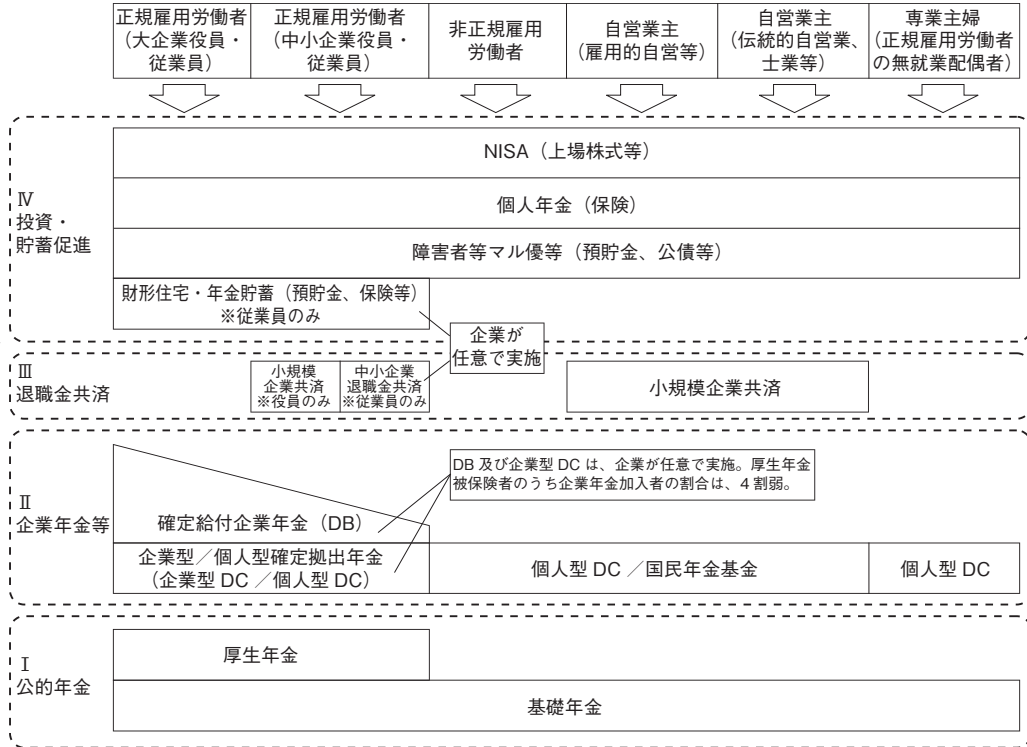 正規雇用労働者
（大企業役員・
従業員）
正規雇用労働者
（中小企業役員・
従業員）
非正規雇用
労働者
自営業主
（雇用的自営等）
自営業主
（伝統的自営業、
士業等）
専業主婦
（正規雇用労働者
の無就業配偶者）
Ⅳ
投資・
貯蓄促進
NISA（上場株式等）
個人年金（保険）
障害者等マル優等（預貯金、公債等）
財形住宅・年金貯蓄（預貯金、保険等）
※従業員のみ
企業が
任意で実施
Ⅲ
退職金共済
小規模
企業共済
※役員のみ
中小企業
退職金共済
※従業員のみ
小規模企業共済
Ⅱ
企業年金等
DB 及び企業型 DC は、企業が任意で実施。厚生年金
被保険者のうち企業年金加入者の割合は、4 割弱。
確定給付企業年金（DB）
企業型／個人型確定拠出年金
（企業型 DC ／個人型 DC）
個人型 DC ／国民年金基金
個人型 DC
Ⅰ
公的年金
厚生年金
基礎年金